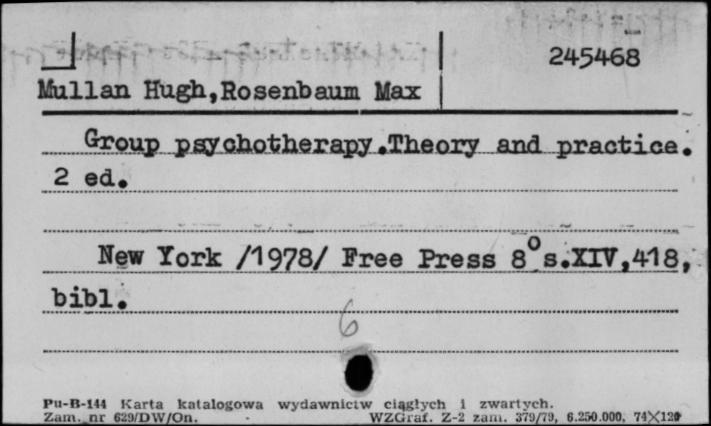 245468
Mullan Hugh,Rosenbaum Max
Group psychotherapy.Theory and practice.
2 ed.
New York /1978/ Free Press 8° s.XIV,418,
bibl.
6
Pu-B-144 Karta katalogowa wydawnictw ciągłych i zwartych.
Zam. nr 629/DW/On. WZGraf. Z-2 zam. 379/79, 6.250.000, 74×120